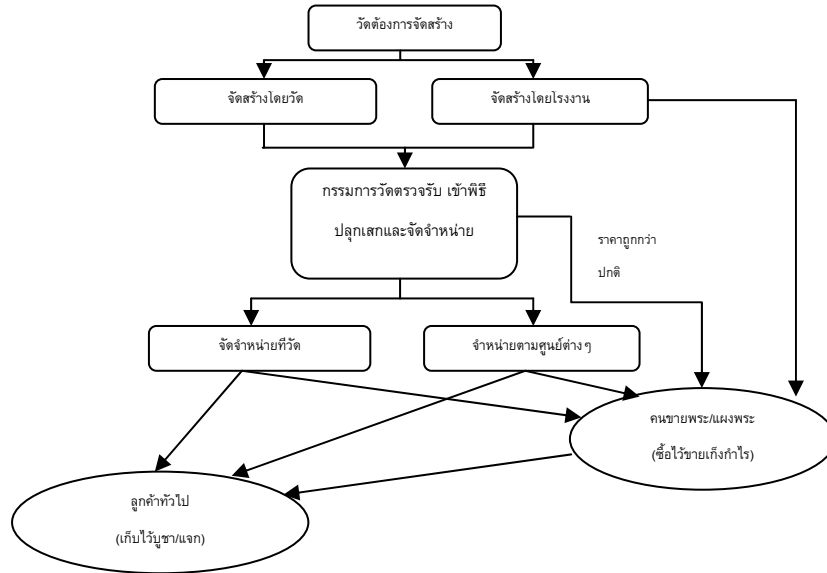 วัดต้องการจัดสร้าง
จัดสร้างโดยวัด
จัดสร้างโดยโรงงาน
กรรมการวัดตรวจรับ เข้าพิธี
ปลุกเสกและจัดจำหน่าย
ราคาถูกกว่า
ปกติ
จัดจำหน่ายที่วัด
จำหน่ายตามศูนย์ต่างๆ
คนขายพระ/แผงพระ
(ซื้อไว้ขายเก็งกำไร)
ลูกค้าทั่วไป
(เก็บไว้บูชา/แจก)